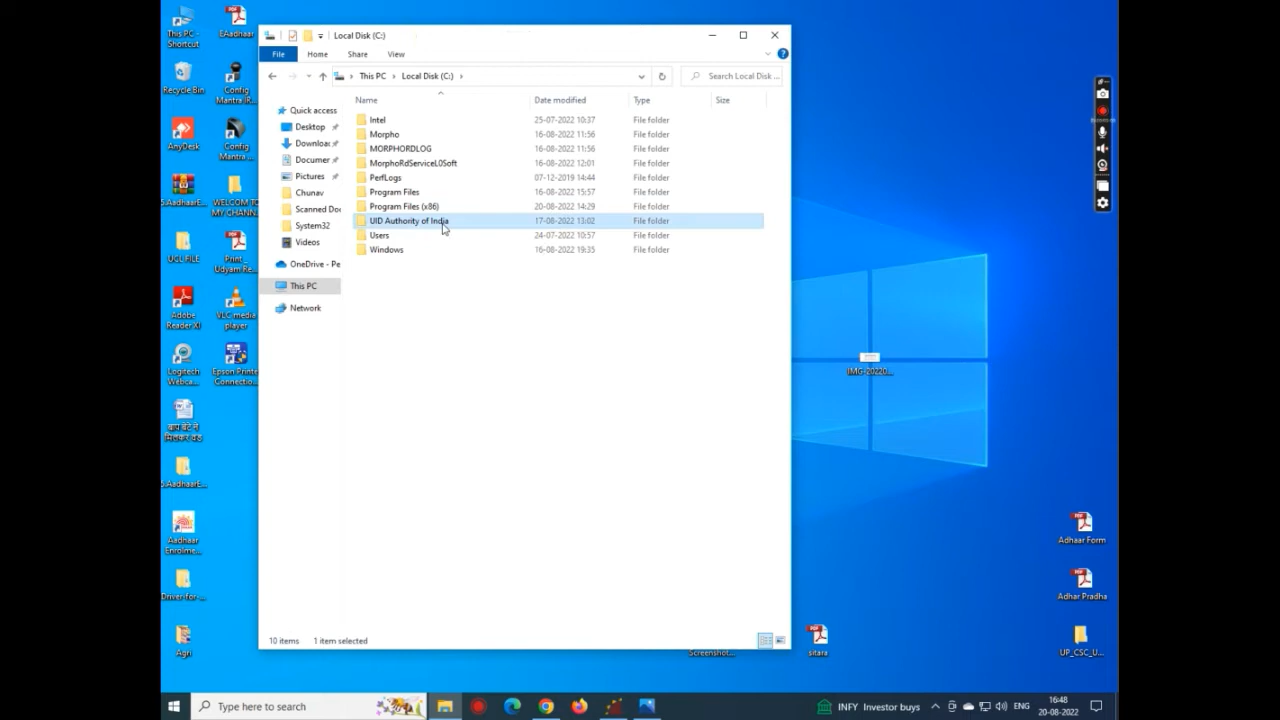 This PC - Shortcut
EAadhaar
Recycle Bin
Config Mantra
AnyDesk
Config Mantra ...
WELCOM TO MY CHANN...
UCL FILE
Print_ Udyam Re...
Adobe Reader XI
VLC media player
Logitech Webca...
Epson Printer Connectio...
Aadhaar Enrolme...
Driver-for-...
Agri
Local Disk (C:)
File Home Share View
This PC Local Disk (C:)
Search Local Disk ...
Name Date modified Type Size
Quick access
Desktop
Downloac
Documer
Pictures
Chunav
Scanned Doc
System32
Videos
OneDrive - Pe
This PC
Network
Intel 25-07-2022 10:37 File folder
Morpho 16-08-2022 11:56 File folder
MORPHORDLOG 16-08-2022 11:56 File folder
MorphoRdServiceL0Soft 16-08-2022 12:01 File folder
PerfLogs 07-12-2019 14:44 File folder
Program Files 16-08-2022 15:57 File folder
Program Files (x86) 20-08-2022 14:29 File folder
UID Authority of India 17-08-2022 13:02 File folder
Users 24-07-2022 10:57 File folder
Windows 16-08-2022 19:35 File folder
10 items 1 item selected
IMG-20220...
Adhaar Form
Adhar Pradha
Screenshot...
sitara
UP_CSC_U...
Type here to search
INFY Investor buys
ENG
16:48
20-08-2022